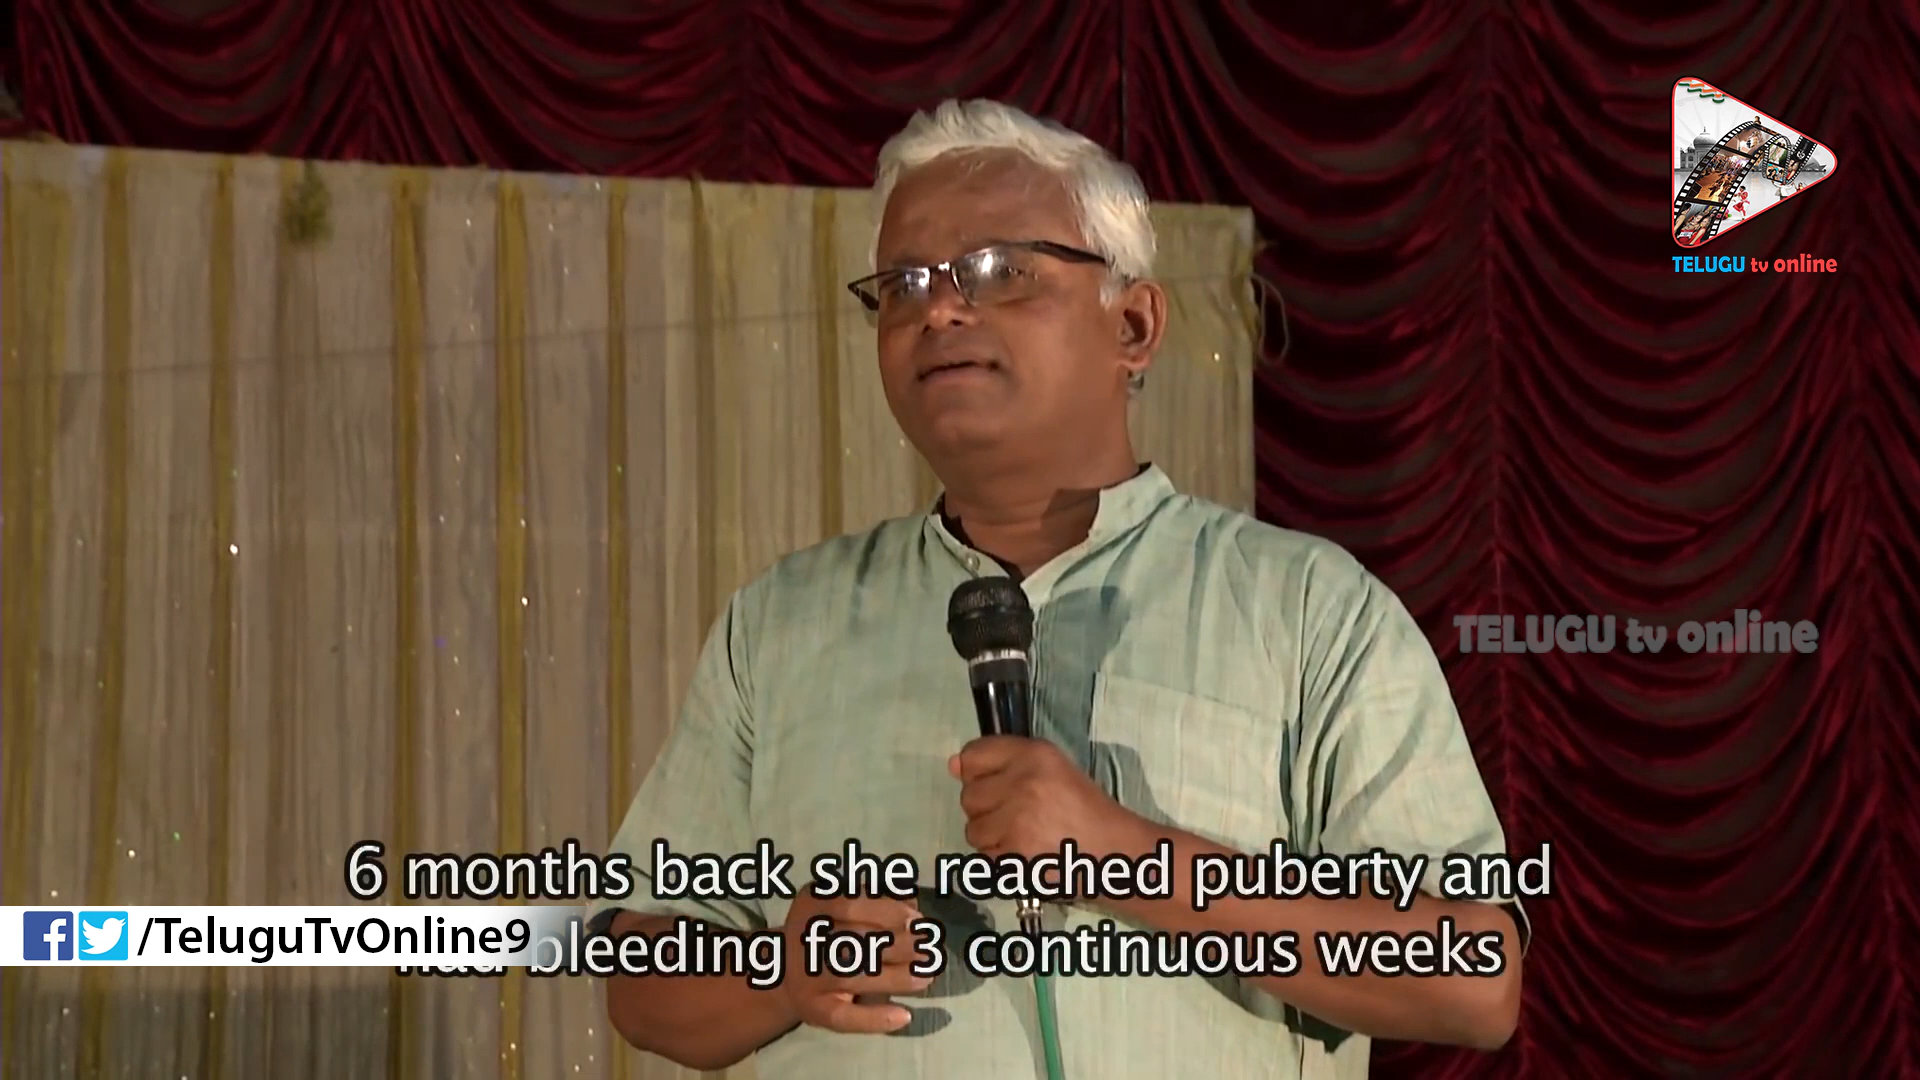 TELUGU tv online
TELUGU tv online
6 months back she reached puberty and
had bleeding for 3 continuous weeks
/TeluguTvOnline9